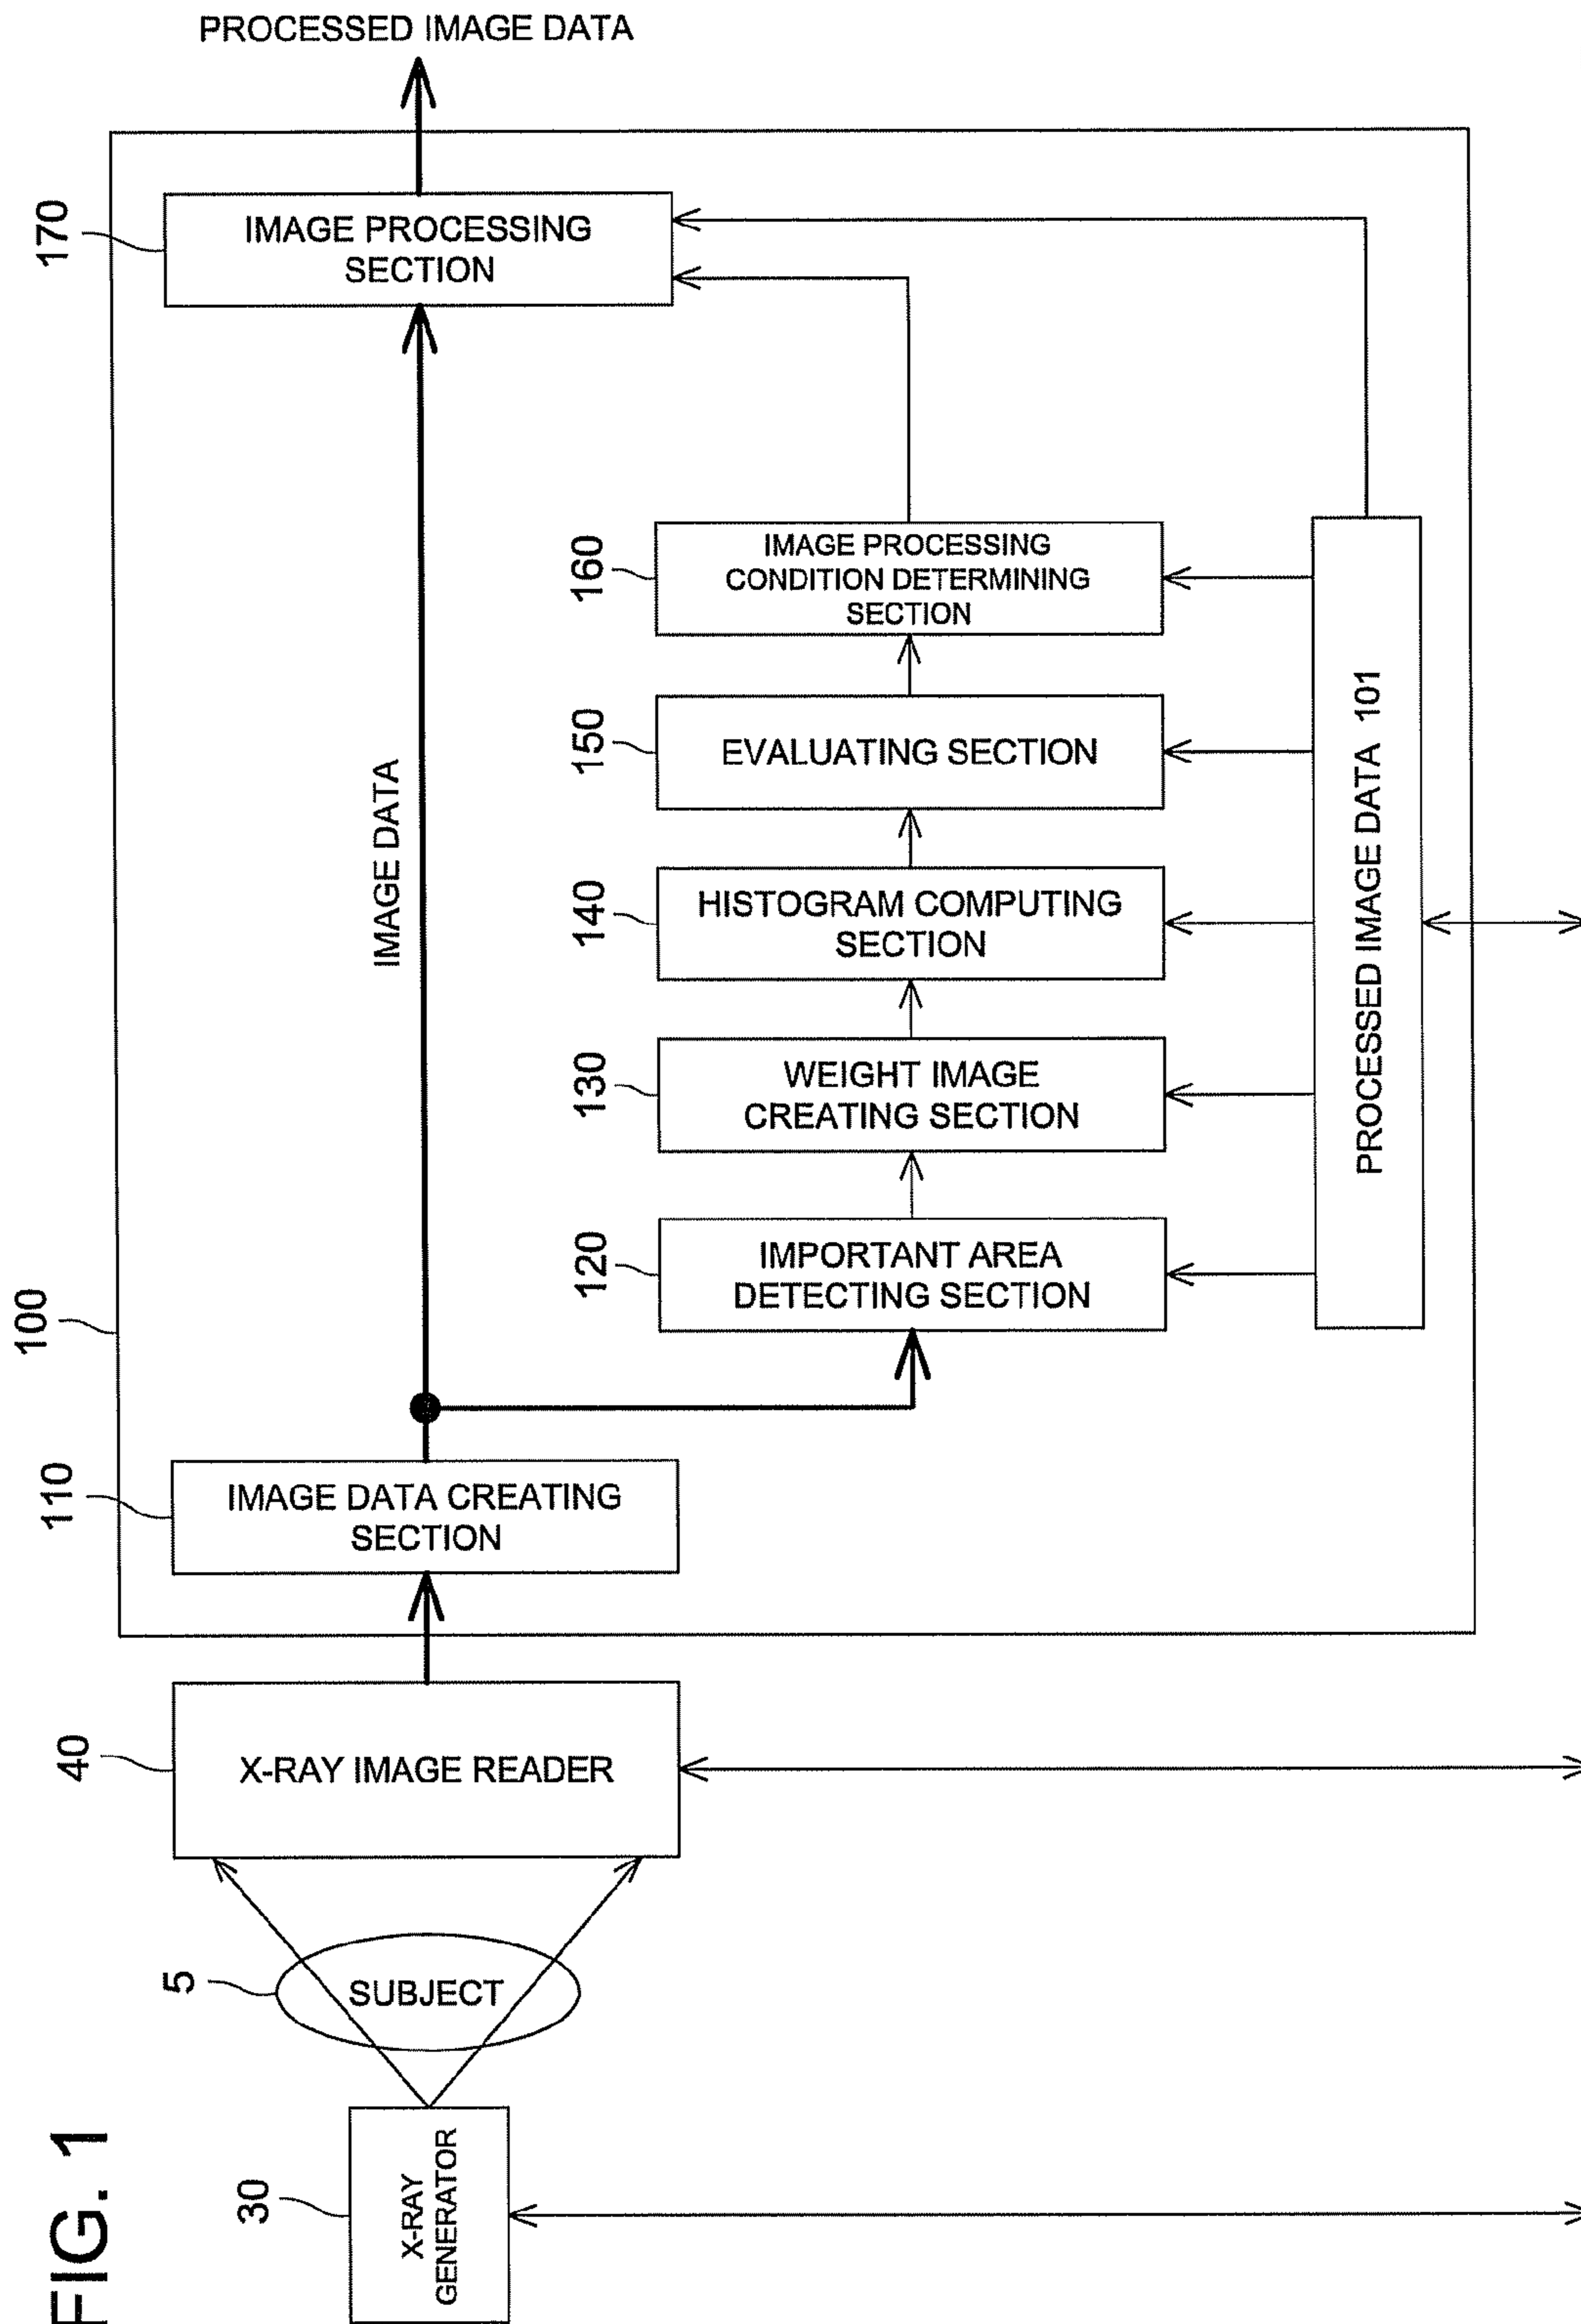 FIG. 1
PROCESSED IMAGE DATA
170
IMAGE PROCESSING
SECTION
IMAGE DATA
160
IMAGE PROCESSING
CONDITION DETERMINING
SECTION
150
EVALUATING SECTION
140
HISTOGRAM COMPUTING
SECTION
130
WEIGHT IMAGE
CREATING SECTION
120
IMPORTANT AREA
DETECTING SECTION
PROCESSED IMAGE DATA 101
100
110
IMAGE DATA CREATING
SECTION
40
X-RAY IMAGE READER
5
SUBJECT
30
X-RAY
GENERATOR